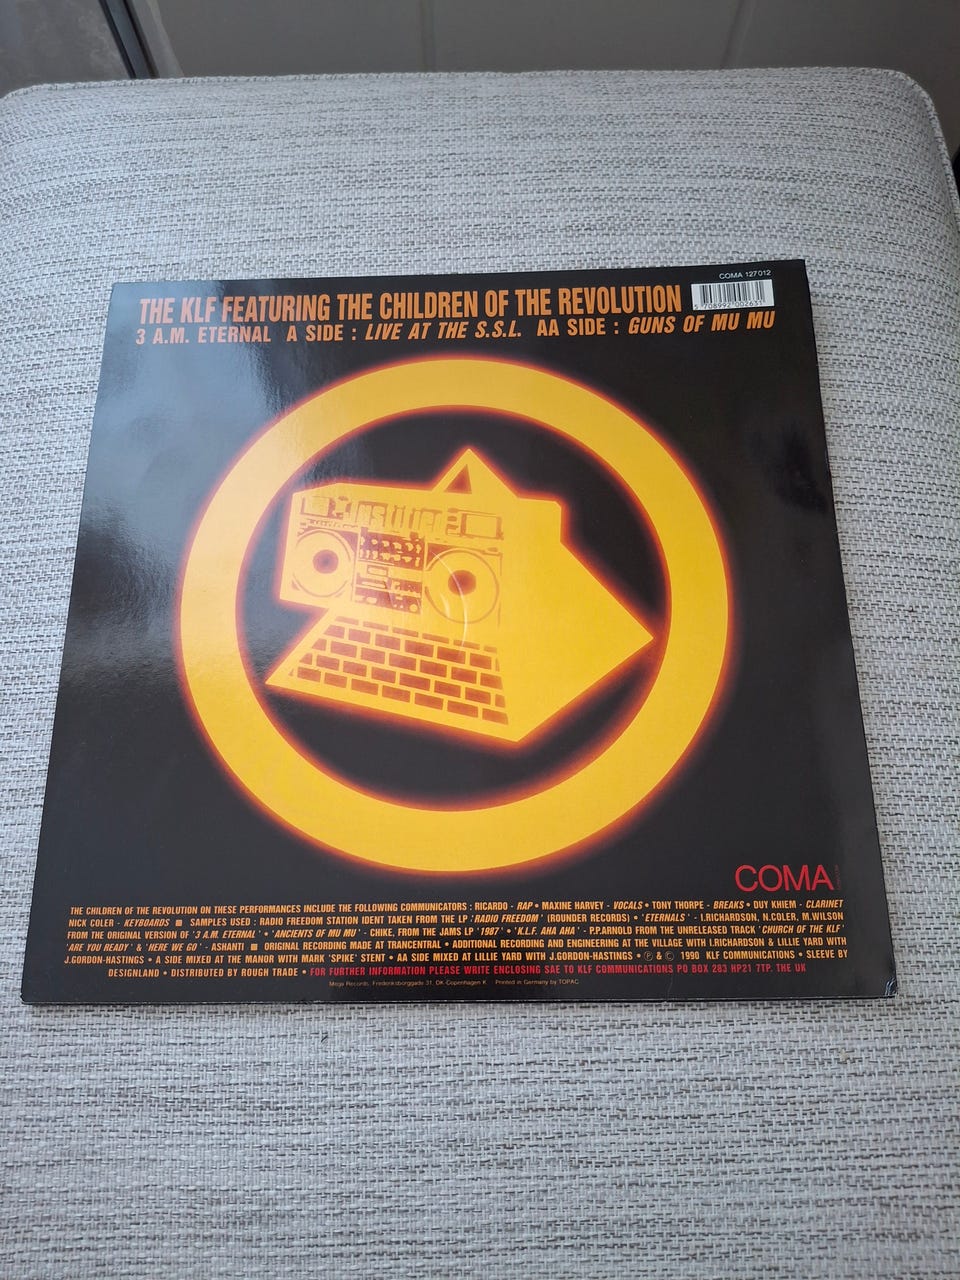 COMA 127012
THE KLF FEATURING THE CHILDREN OF THE REVOLUTION
5 708992 002631
3 A.M. ETERNAL A SIDE : LIVE AT THE S.S.L. AA SIDE : GUNS OF MU MU
COMA
THE CHILDREN OF THE REVOLUTION ON THESE PERFORMANCES INCLUDE THE FOLLOWING COMMUNICATORS : RICARDO - RAP • MAXINE HARVEY - VOCALS • TONY THORPE - BREAKS • DUY KHIEM - CLARINET
NICK COLER - KEYBOARDS ■ SAMPLES USED : RADIO FREEDOM STATION IDENT TAKEN FROM THE LP 'RADIO FREEDOM' (ROUNDER RECORDS) • 'ETERNALS' - I.RICHARDSON, N.COLER, M.WILSON
FROM THE ORIGINAL VERSION OF '3 A.M. ETERNAL' • 'ANCIENTS OF MU MU' - CHIKE, FROM THE JAMS LP '1987' • 'K.L.F. AHA AHA' - P.P.ARNOLD FROM THE UNRELEASED TRACK 'CHURCH OF THE KLF'
'ARE YOU READY' & 'HERE WE GO' - ASHANTI ■ ORIGINAL RECORDING MADE AT TRANCENTRAL • ADDITIONAL RECORDING AND ENGINEERING AT THE VILLAGE WITH I.RICHARDSON & LILLIE YARD WITH
J.GORDON-HASTINGS • A SIDE MIXED AT THE MANOR WITH MARK 'SPIKE' STENT • AA SIDE MIXED AT LILLIE YARD WITH J.GORDON-HASTINGS • ℗ & © 1990 KLF COMMUNICATIONS • SLEEVE BY
DESIGNLAND • DISTRIBUTED BY ROUGH TRADE • FOR FURTHER INFORMATION PLEASE WRITE ENCLOSING SAE TO KLF COMMUNICATIONS PO BOX 283 HP21 7TP. THE UK
Mega Records, Frederiksborggade 31, DK-Copenhagen K Printed in Germany by TOPAC